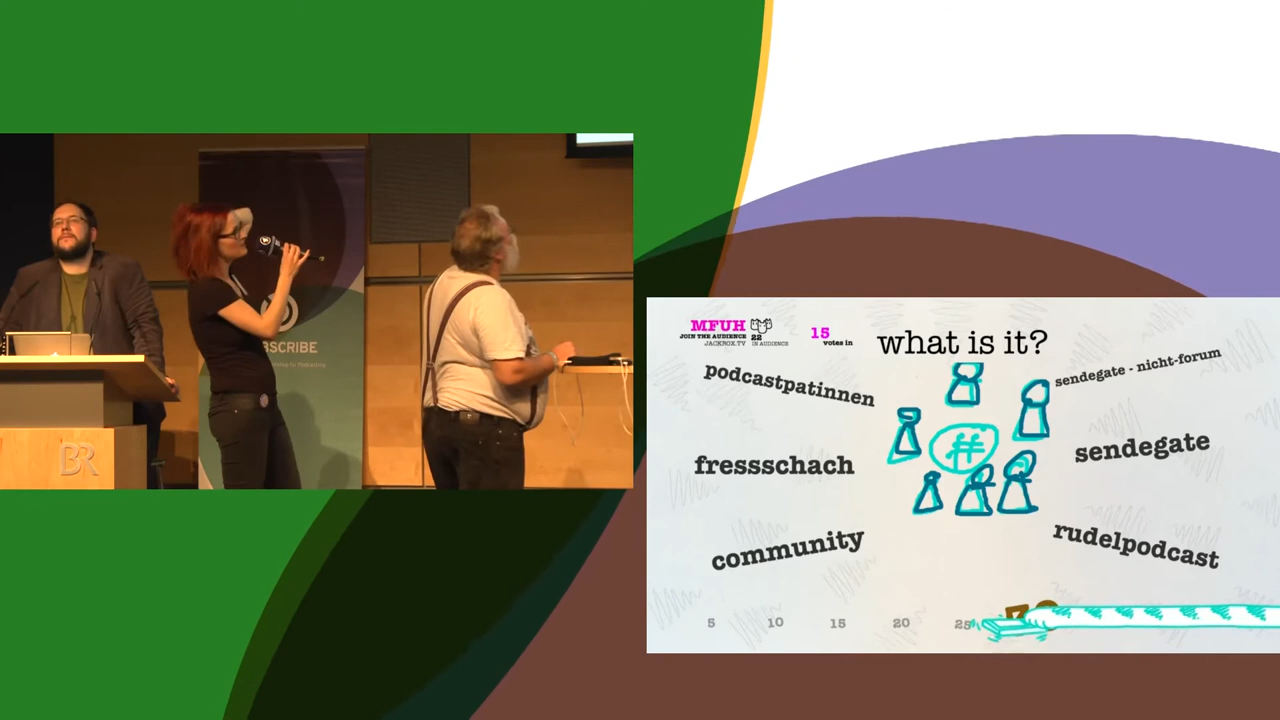 BR
SCRIBE
MFUH
JOIN THE AUDIENCE
JACKBOX.TV
22
IN AUDIENCE
15
votes in
what is it?
podcastpatinnen
sendegate - nicht-forum
fressschach
sendegate
community
rudelpodcast
#
5 10 15 20 25